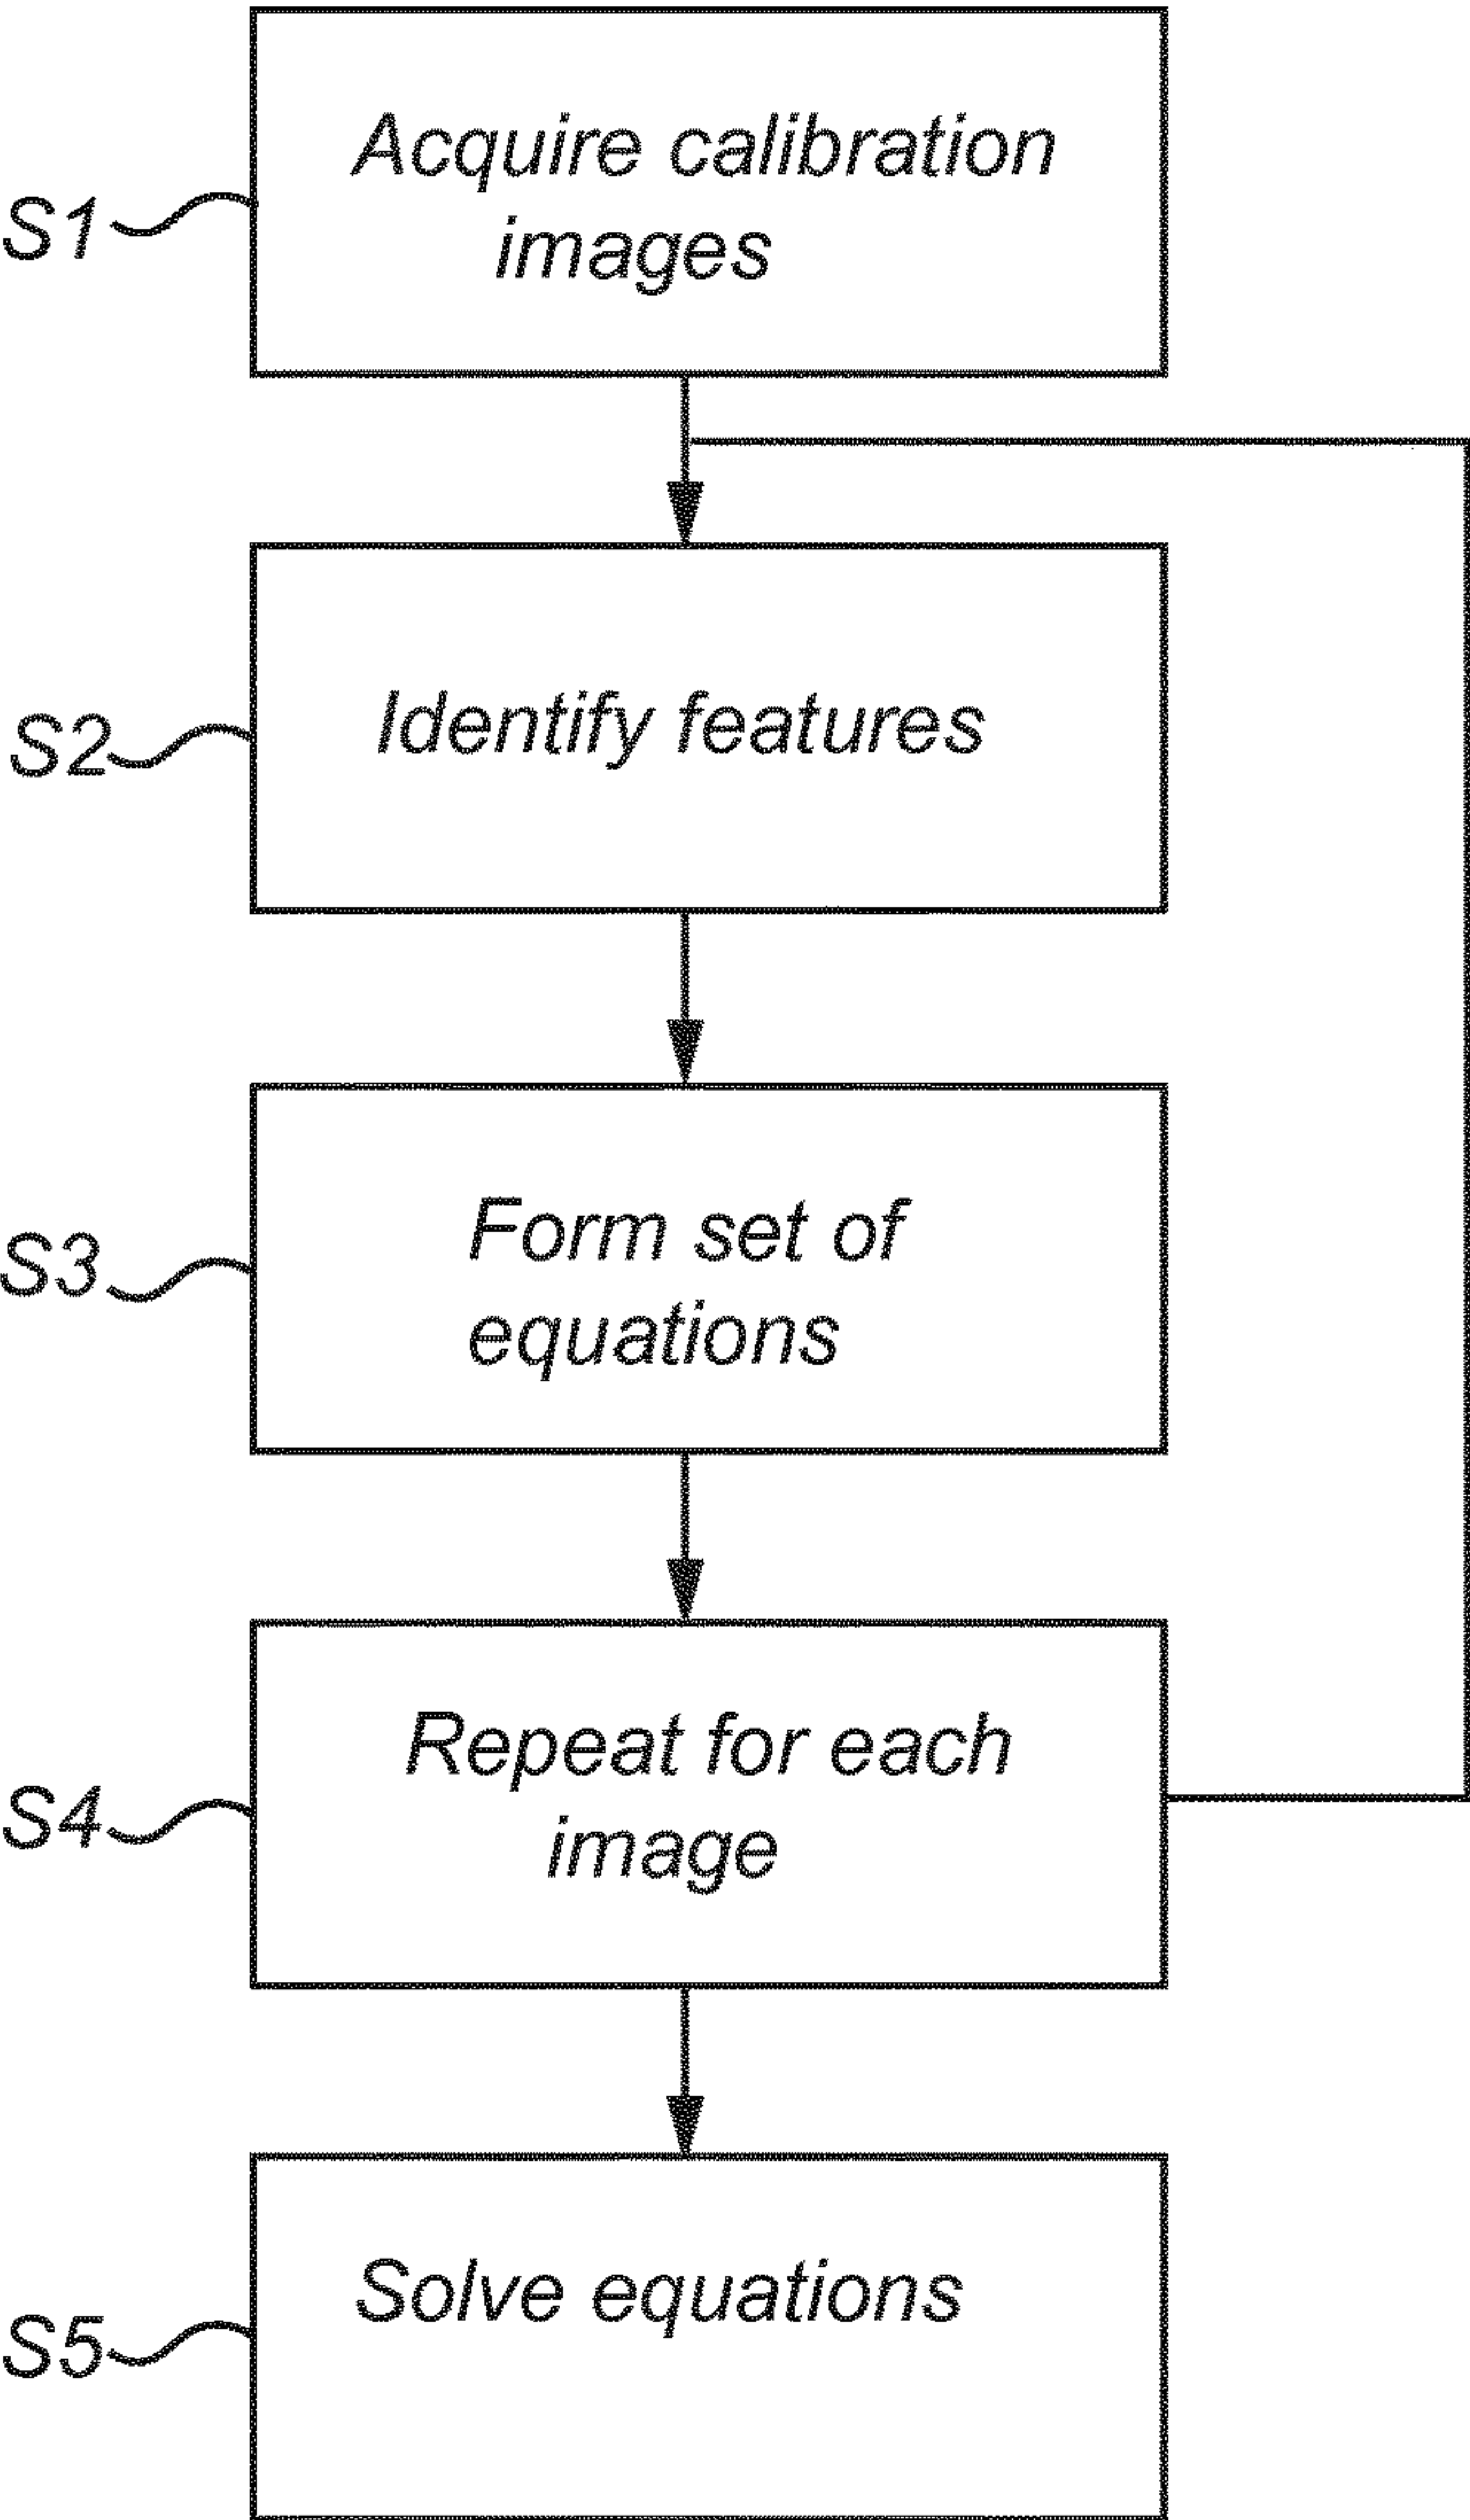 Acquire calibration
images
S1
Identify features
S2
Form set of
equations
S3
Repeat for each
image
S4
Solve equations
S5